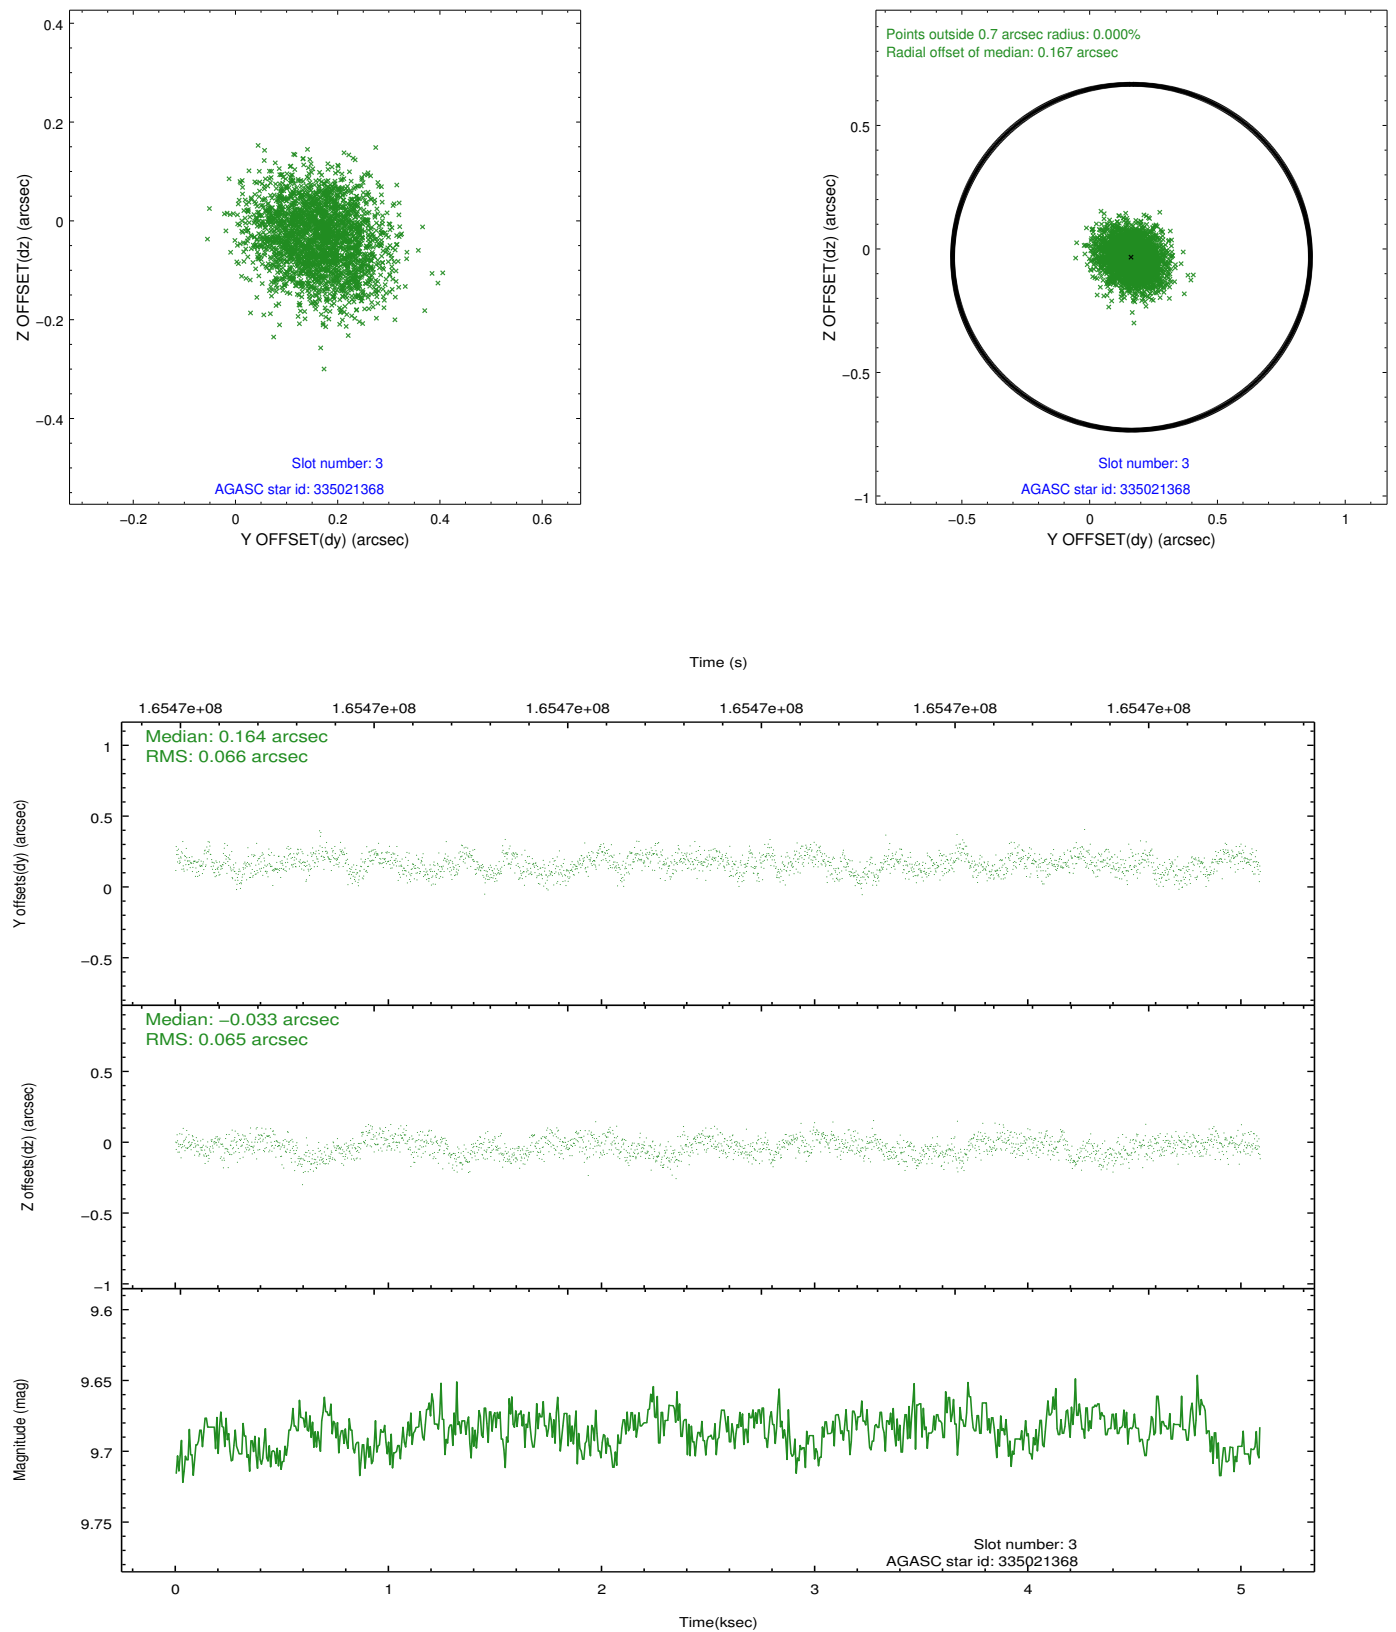 0.4
0.2
0
−0.2
−0.4
Z OFFSET(dz) (arcsec)
Slot number: 3
AGASC star id: 335021368
−0.2 0 0.2 0.4 0.6
Y OFFSET(dy) (arcsec)
Points outside 0.7 arcsec radius: 0.000%
Radial offset of median: 0.167 arcsec
0.5
0
−0.5
−1
Z OFFSET(dz) (arcsec)
Slot number: 3
AGASC star id: 335021368
−0.5 0 0.5 1
Y OFFSET(dy) (arcsec)
Time (s)
1.6547e+08 1.6547e+08 1.6547e+08 1.6547e+08 1.6547e+08 1.6547e+08
Median: 0.164 arcsec
RMS: 0.066 arcsec
1
0.5
0
−0.5
Y offsets(dy) (arcsec)
Median: −0.033 arcsec
RMS: 0.065 arcsec
0.5
0
−0.5
−1
Z offsets(dz) (arcsec)
9.6
9.65
9.7
9.75
Magnitude (mag)
Slot number: 3
AGASC star id: 335021368
0 1 2 3 4 5
Time(ksec)